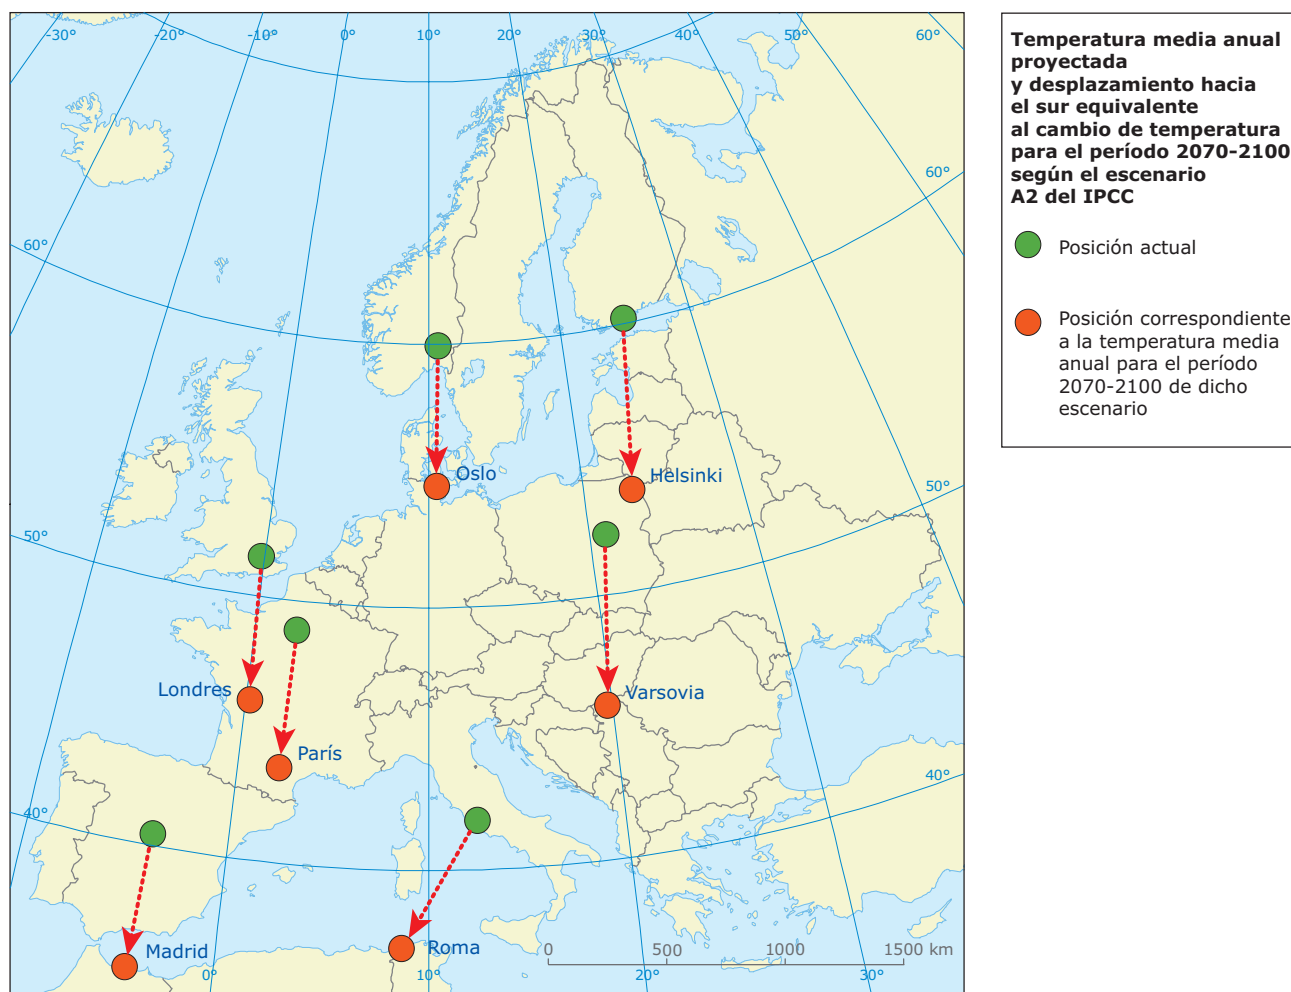 -30°
-20°
-10°
0°
10°
20°
30°
40°
50°
60°
60°
60°
50°
50°
40°
40°
0°
10°
20°
30°
Oslo
Helsinki
Londres
París
Varsovia
Madrid
Roma
0
500
1000
1500 km
Temperatura media anual
proyectada
y desplazamiento hacia
el sur equivalente
al cambio de temperatura
para el período 2070-2100
según el escenario
A2 del IPCC
Posición actual
Posición correspondiente
a la temperatura media
anual para el período
2070-2100 de dicho
escenario